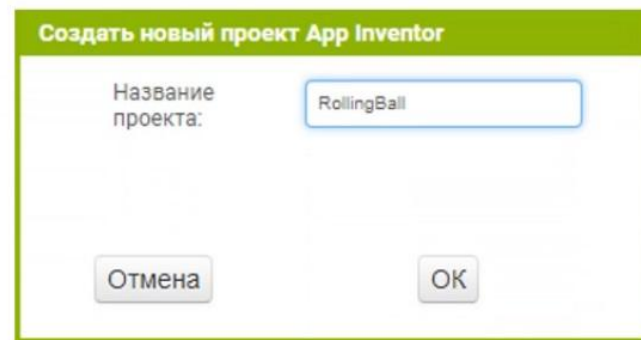 Создать новый проект App Inventor
Название
проекта:
RollingBall
Отмена
OK